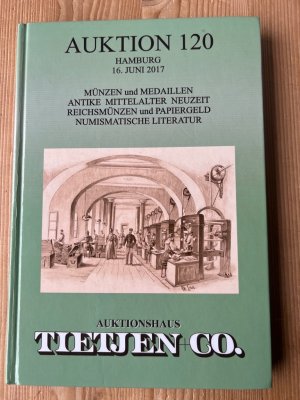 AUKTION 120
HAMBURG
16. JUNI 2017
MÜNZEN und MEDAILLEN
ANTIKE MITTELALTER NEUZEIT
REICHSMÜNZEN und PAPIERGELD
NUMISMATISCHE LITERATUR
AUKTIONSHAUS
TIETJEN+CO.